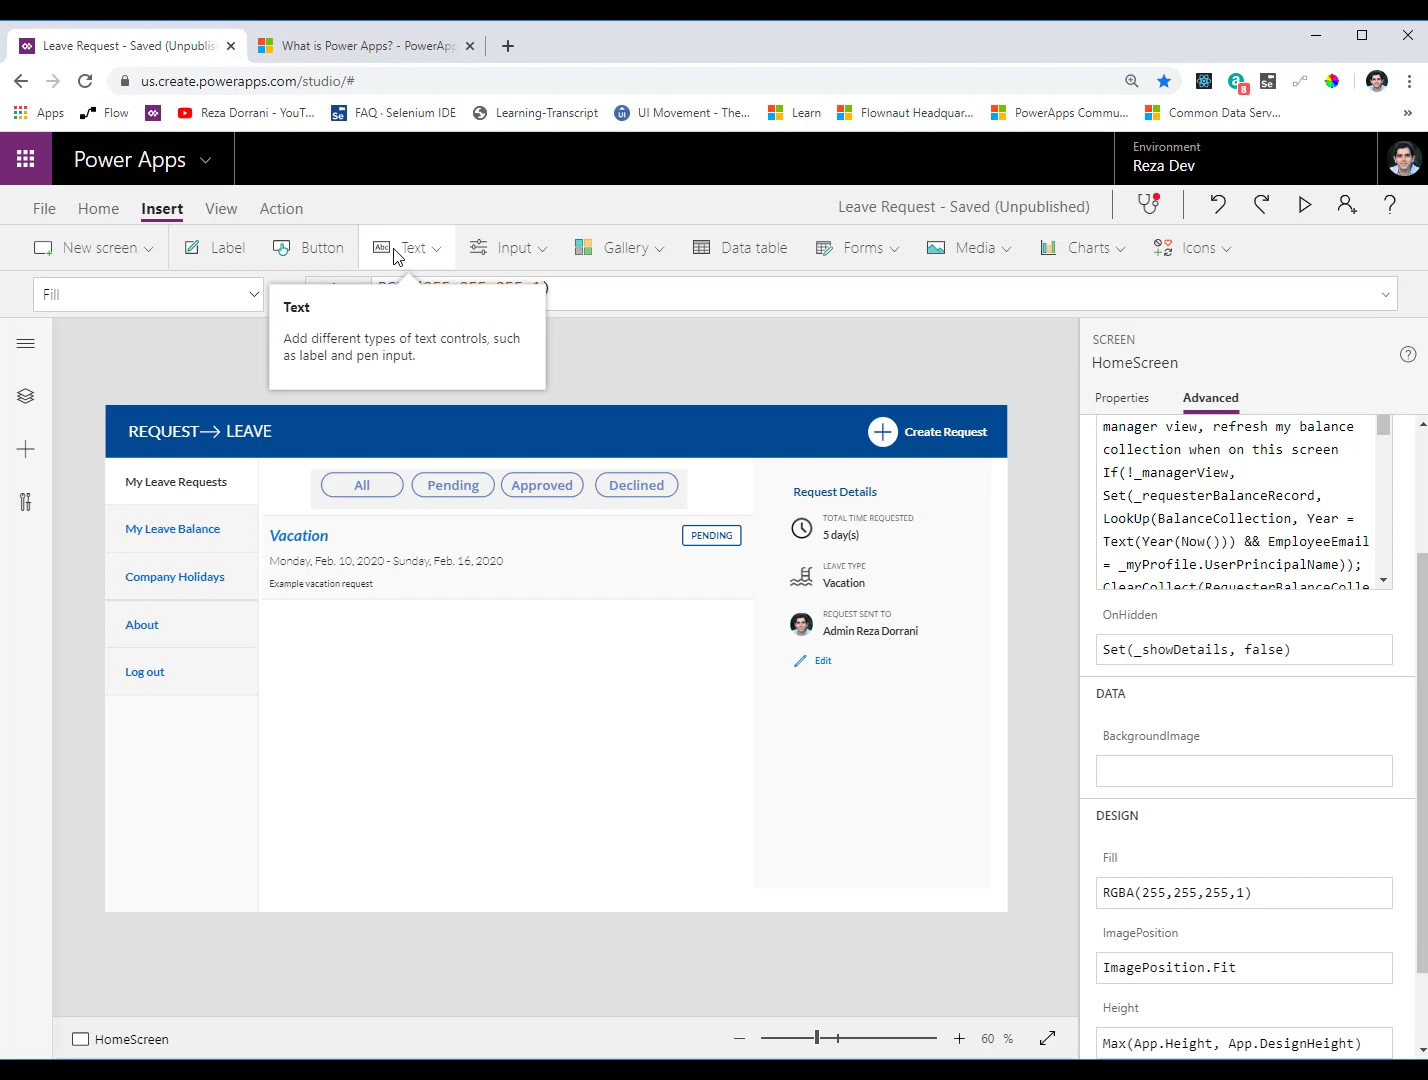 Leave Request - Saved (Unpublis
What is Power Apps? - PowerApp
us.create.powerapps.com/studio/#
8
Apps
Flow
Reza Dorrani - YouT...
Se
FAQ · Selenium IDE
Learning-Transcript
UI Movement - The...
Learn
Flownaut Headquar...
PowerApps Commu...
Common Data Serv...
»
Power Apps
Environment
Reza Dev
File
Home
Insert
View
Action
Leave Request - Saved (Unpublished)
?
New screen
Label
Button
Abc
Text
Input
Gallery
Data table
Forms
Media
Charts
Icons
Fill
Text
Add different types of text controls, such
as label and pen input.
SCREEN
HomeScreen
Properties
Advanced
REQUEST
LEAVE
Create Request
My Leave Requests
My Leave Balance
Company Holidays
About
Log out
All
Pending
Approved
Declined
Vacation
PENDING
Monday, Feb. 10, 2020 - Sunday, Feb. 16, 2020
Example vacation request
Request Details
TOTAL TIME REQUESTED
5 day(s)
LEAVE TYPE
Vacation
REQUEST SENT TO
Admin Reza Dorrani
Edit
manager view, refresh my balance
collection when on this screen
If(!_managerView,
Set(_requesterBalanceRecord,
LookUp(BalanceCollection, Year =
Text(Year(Now())) && EmployeeEmail
= _myProfile.UserPrincipalName));
ClearCollect(RequesterBalanceColle
OnHidden
Set(_showDetails, false)
DATA
BackgroundImage
DESIGN
Fill
RGBA(255,255,255,1)
ImagePosition
ImagePosition.Fit
Height
Max(App.Height, App.DesignHeight)
HomeScreen
60 %